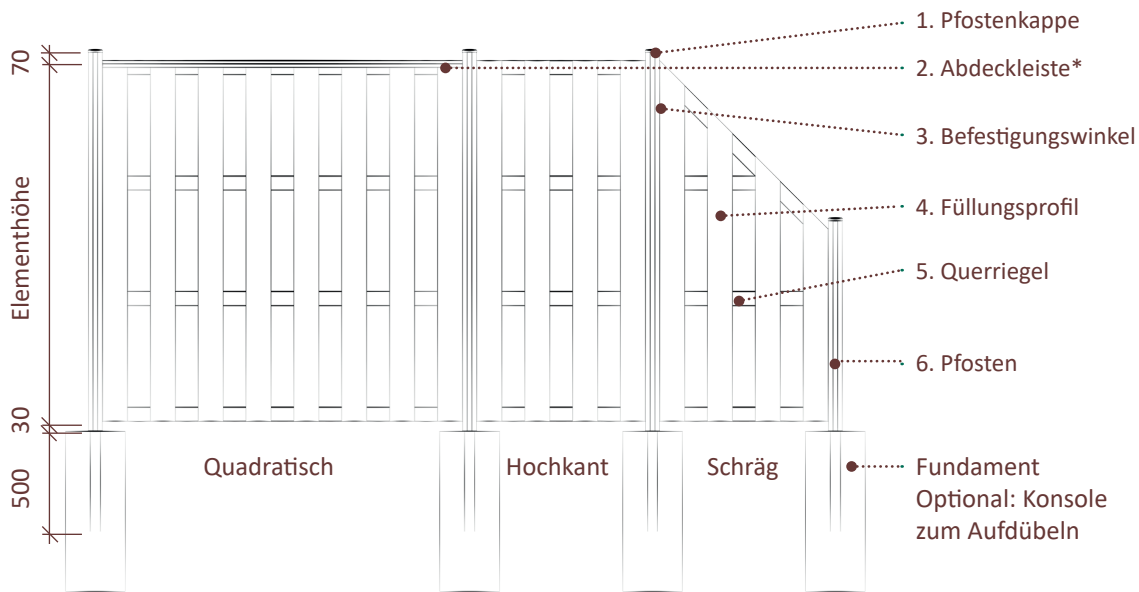 1. Pfostenkappe
2. Abdeckleiste*
3. Befestigungswinkel
4. Füllungsprofil
5. Querriegel
6. Pfosten
Fundament
Optional: Konsole
zum Aufdübeln
70
Elementhöhe
30
500
Quadratisch
Hochkant
Schräg